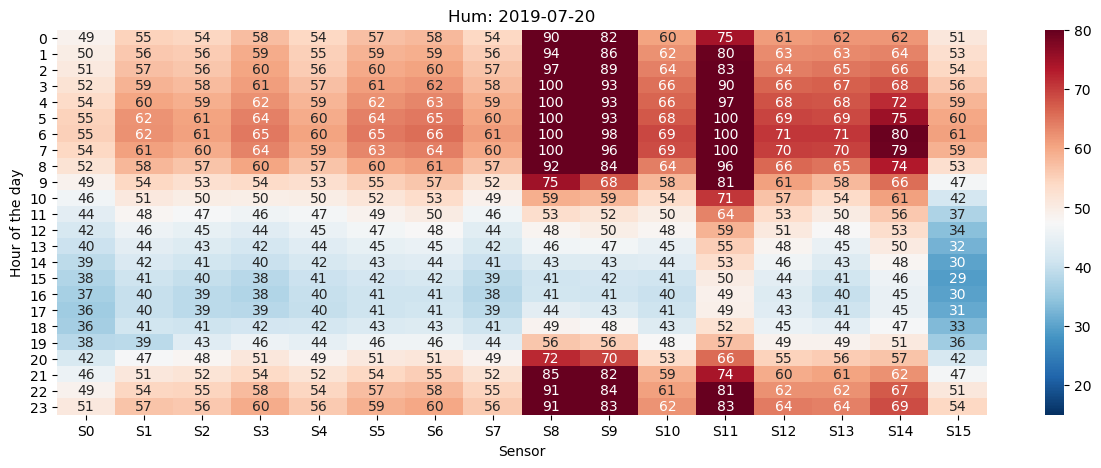 Hum: 2019-07-20
0 49 55 54 58 54 57 58 54 90 82 60 75 61 62 62 51
1 50 56 56 59 55 59 59 56 94 86 62 80 63 63 64 53
2 51 57 56 60 56 60 60 57 97 89 64 83 64 65 66 54
3 52 59 58 61 57 61 62 58 100 93 66 90 66 67 68 56
4 54 60 59 62 59 62 63 59 100 93 66 97 68 68 72 59
5 55 62 61 64 60 64 65 60 100 93 68 100 69 69 75 60
6 55 62 61 65 60 65 66 61 100 98 69 100 71 71 80 61
7 54 61 60 64 59 63 64 60 100 96 69 100 70 70 79 59
8 52 58 57 60 57 60 61 57 92 84 64 96 66 65 74 53
9 49 54 53 54 53 55 57 52 75 68 58 81 61 58 66 47
10 46 51 50 50 50 52 53 49 59 59 54 71 57 54 61 42
11 44 48 47 46 47 49 50 46 53 52 50 64 53 50 56 37
12 42 46 45 44 45 47 48 44 48 50 48 59 51 48 53 34
13 40 44 43 42 44 45 45 42 46 47 45 55 48 45 50 32
14 39 42 41 40 42 43 44 41 43 44 44 53 46 43 48 30
15 38 41 40 38 41 42 42 39 41 42 41 50 44 41 46 29
16 37 40 39 38 40 41 41 38 41 41 40 49 43 40 45 30
17 36 40 39 39 40 41 41 39 44 43 41 49 43 41 45 31
18 36 41 41 42 42 43 43 41 49 48 43 52 45 44 47 33
19 38 39 43 46 44 46 46 44 56 56 48 57 49 49 51 36
20 42 47 48 51 49 51 51 49 72 70 53 66 55 56 57 42
21 46 51 52 54 52 54 55 52 85 82 59 74 60 61 62 47
22 49 54 55 58 54 57 58 55 91 84 61 81 62 62 67 51
23 51 57 56 60 56 59 60 56 91 83 62 83 64 64 69 54
S0 S1 S2 S3 S4 S5 S6 S7 S8 S9 S10 S11 S12 S13 S14 S15
Sensor
Hour of the day
80
70
60
50
40
30
20